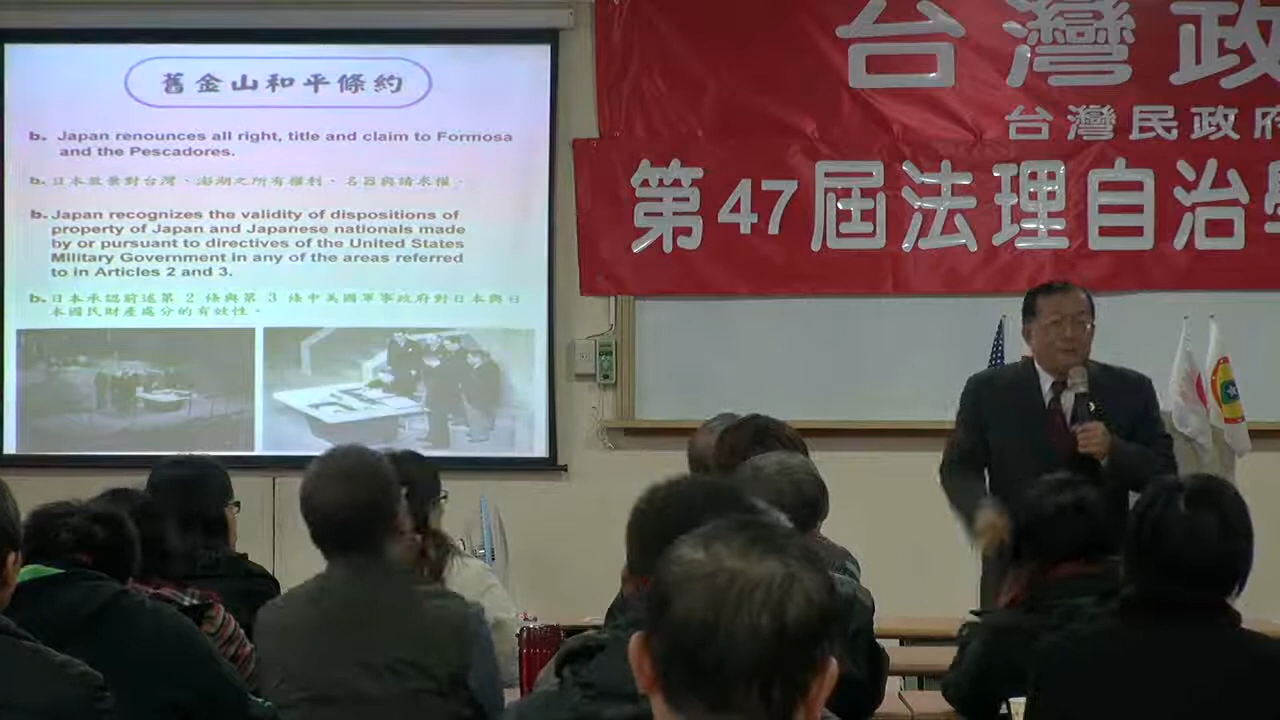 舊金山和平條約
b. Japan renounces all right, title and claim to Formosa
and the Pescadores.
b. 日本放棄對台灣、澎湖之所有權利、名器與請求權。
b. Japan recognizes the validity of dispositions of
property of Japan and Japanese nationals made
by or pursuant to directives of the United States
Military Government in any of the areas referred
to in Articles 2 and 3.
b. 日本承認前述第 2 條與第 3 條中美國軍事政府對日本與日
本國民財產處分的有效性。
台灣政
台灣民政府
第47屆法理自治學